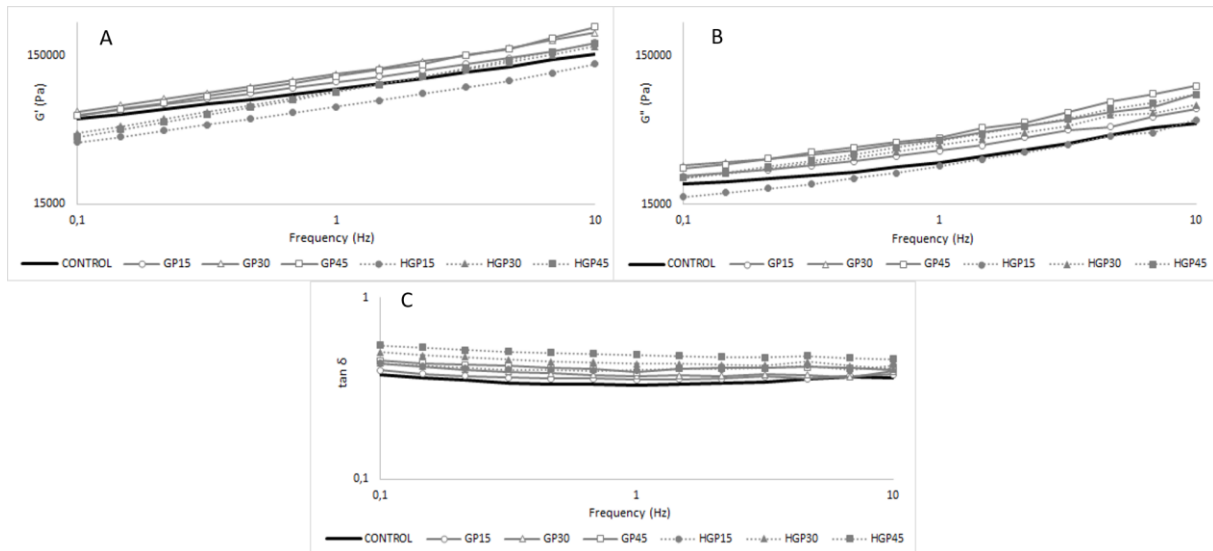 A
150000
G' (Pa)
15000
0,1 1 10
Frequency (Hz)
CONTROL GP15 GP30 GP45 HGP15 HGP30 HGP45
B
150000
G" (Pa)
15000
0,1 1 10
Frequency (Hz)
CONTROL GP15 GP30 GP45 HGP15 HGP30 HGP45
C
1
tan δ
0,1
0,1 1 10
Frequency (Hz)
CONTROL GP15 GP30 GP45 HGP15 HGP30 HGP45